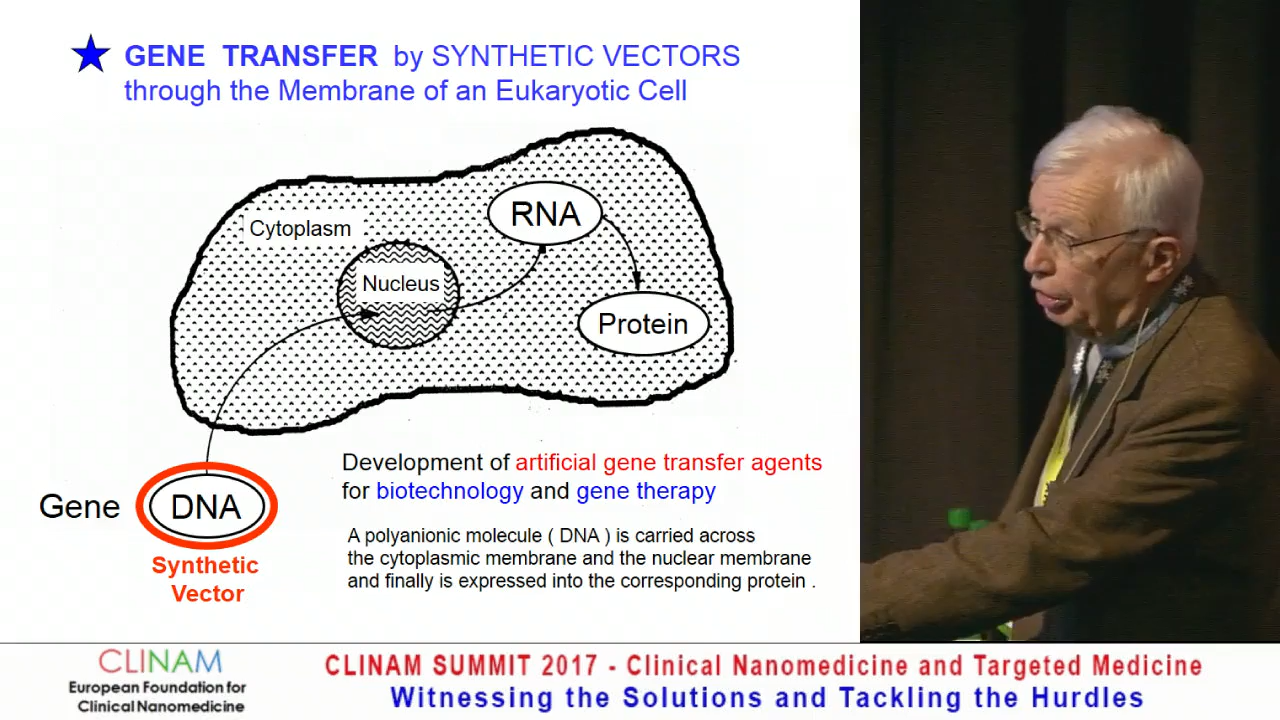 ★ GENE TRANSFER by SYNTHETIC VECTORS
through the Membrane of an Eukaryotic Cell
Cytoplasm
Nucleus
RNA
Protein
Gene
DNA
Synthetic
Vector
Development of artificial gene transfer agents
for biotechnology and gene therapy
A polyanionic molecule ( DNA ) is carried across
the cytoplasmic membrane and the nuclear membrane
and finally is expressed into the corresponding protein .
CLINAM
European Foundation for
Clinical Nanomedicine
CLINAM SUMMIT 2017 - Clinical Nanomedicine and Targeted Medicine
Witnessing the Solutions and Tackling the Hurdles